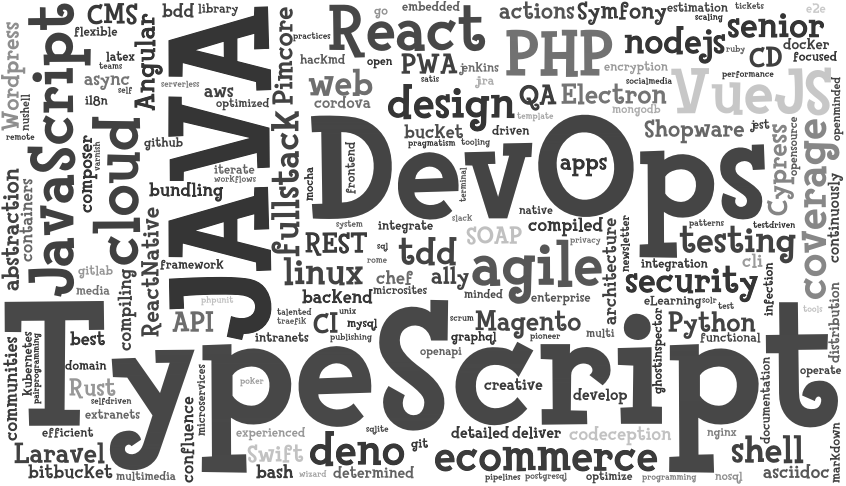 CMS
bdd
library
go
embedded
actions
Symfony
estimation
tickets
e2e
scaling
senior
flexible
Wordpress
JavaScript
Angular
JAVA
Pimcore
practices
React
nodejs
ruby
CD
docker
focused
latex
teams
hackmd
open
PWA
jenkins
PHP
encryption
async
self
serverless
aws
web
satis
jra
socialmedia
performance
VueJS
nushell
il8n
optimized
cordova
design
QA
Electron
mongodb
openminded
remote
composer
varnish
cloud
github
fullstack
DevOps
bucket
driven
template
Shopware
jest
opensource
pragmatism
tooling
apps
Cypress
coverage
abstraction
containers
iterate
workflows
bundling
mocha
frontend
terminal
continuously
ReactNative
system
integrate
slack
native
compiled
patterns
testdriven
REST
sql
tdd
SOAP
privacy
architecture
newsletter
testing
gitlab
framework
rome
linux
chef
ally
agile
integration
cli
media
compiling
phpunit
backend
microsites
minded
enterprise
security
infection
tools
API
talented
traefik
CI
unix
mysql
scrum
Magento
eLearning
solr
test
distribution
communities
Kubernetes
pairprogramming
best
intranets
publishing
graphql
pioneer
multi
ghostinspector
Python
functional
TypeScript
openapi
domain
Rust
selfdriven
extranets
microservices
poker
creative
develop
documentation
operate
efficient
confluence
experienced
sqlite
git
detailed
deliver
codeception
nginx
markdown
Laravel
Swift
deno
ecommerce
shell
bitbucket
multimedia
bash
wizard
determined
pipelines
postgresql
optimize
programming
nosql
asciidoc